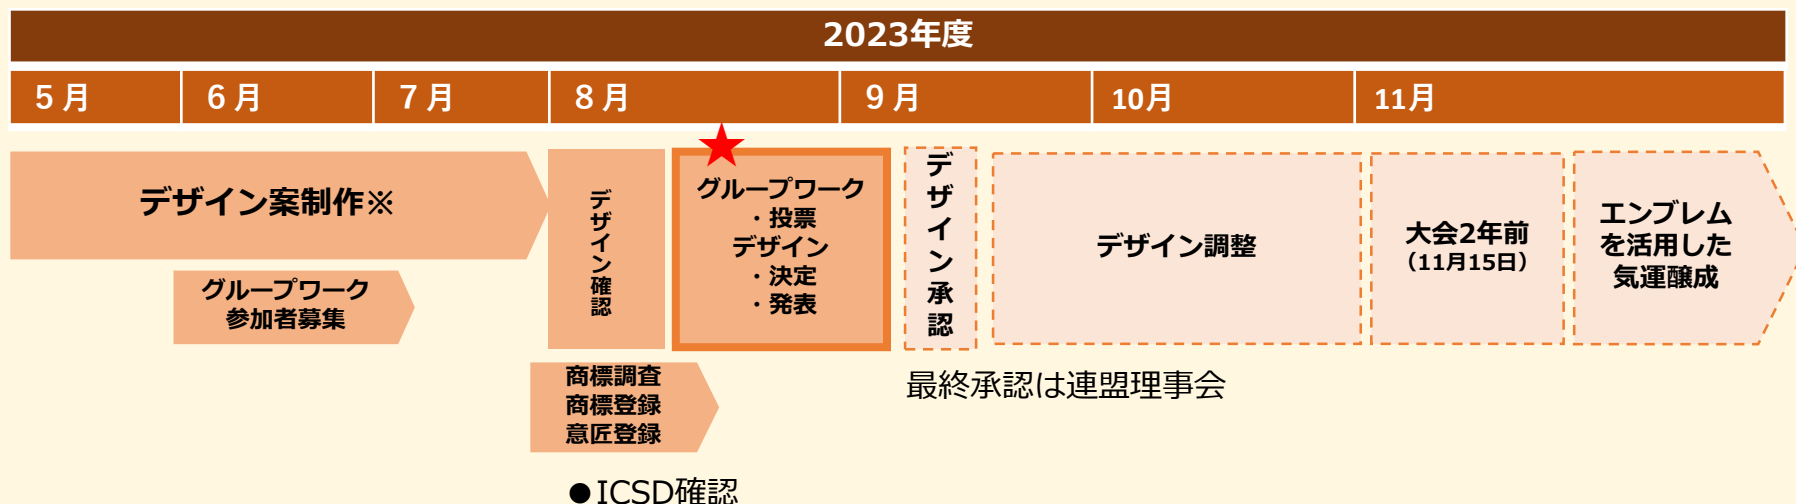 2023年度
５月
６月
７月
８月
９月
10月
11月
デザイン案制作※
グループワーク
参加者募集
デザイン確認
商標調査
商標登録
意匠登録
●ICSD確認
グループワーク
・投票
デザイン
・決定
・発表
デザイン承認
最終承認は連盟理事会
デザイン調整
大会2年前
（11月15日）
エンブレム
を活用した
気運醸成